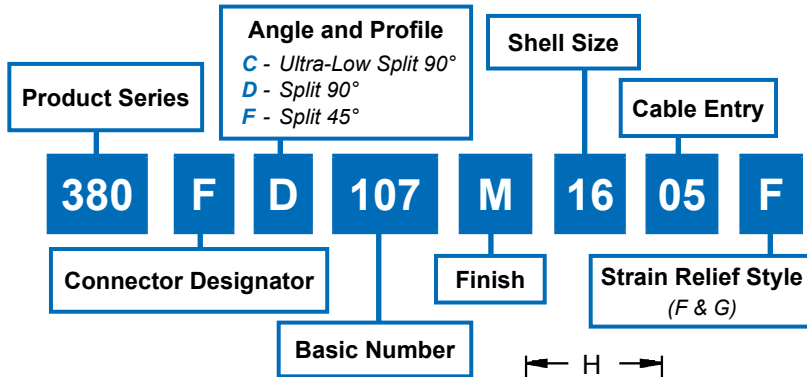 Angle and Profile
C - Ultra-Low Split 90°
D - Split 90°
F - Split 45°
Shell Size
Product Series
Cable Entry
380 F D 107 M 16 05 F
Connector Designator
Finish
Strain Relief Style
(F & G)
Basic Number
H